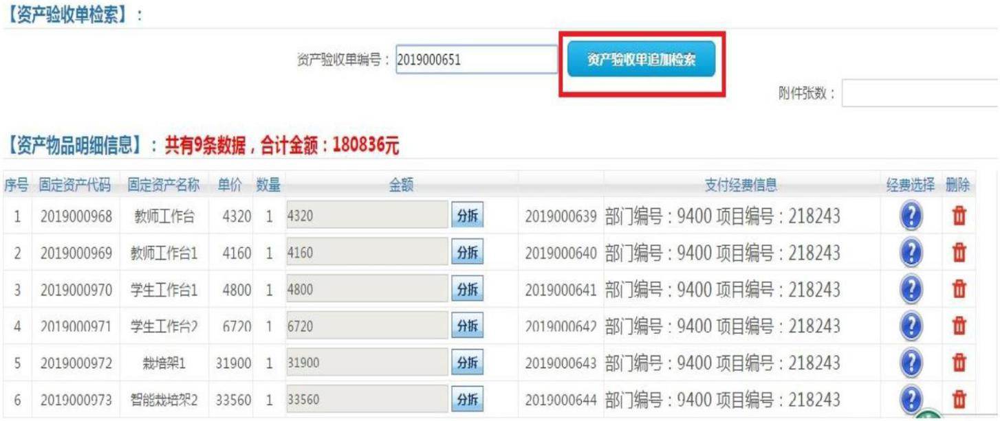 【资产验收单检索】:
资产验收单编号: 2019000651 资产验收单追加检索
附件张数:
【资产物品明细信息】: 共有9条数据,合计金额:180836元
序号 固定资产代码 固定资产名称 单价 数量 金额 支付经费信息 经费选择 删除
1 2019000968 教师工作台 4320 1 4320 分拆 2019000639 部门编号:9400 项目编号:218243
2 2019000969 教师工作台1 4160 1 4160 分拆 2019000640 部门编号:9400 项目编号:218243
3 2019000970 学生工作台1 4800 1 4800 分拆 2019000641 部门编号:9400 项目编号:218243
4 2019000971 学生工作台2 6720 1 6720 分拆 2019000642 部门编号:9400 项目编号:218243
5 2019000972 栽培架1 31900 1 31900 分拆 2019000643 部门编号:9400 项目编号:218243
6 2019000973 智能栽培架2 33560 1 33560 分拆 2019000644 部门编号:9400 项目编号:218243